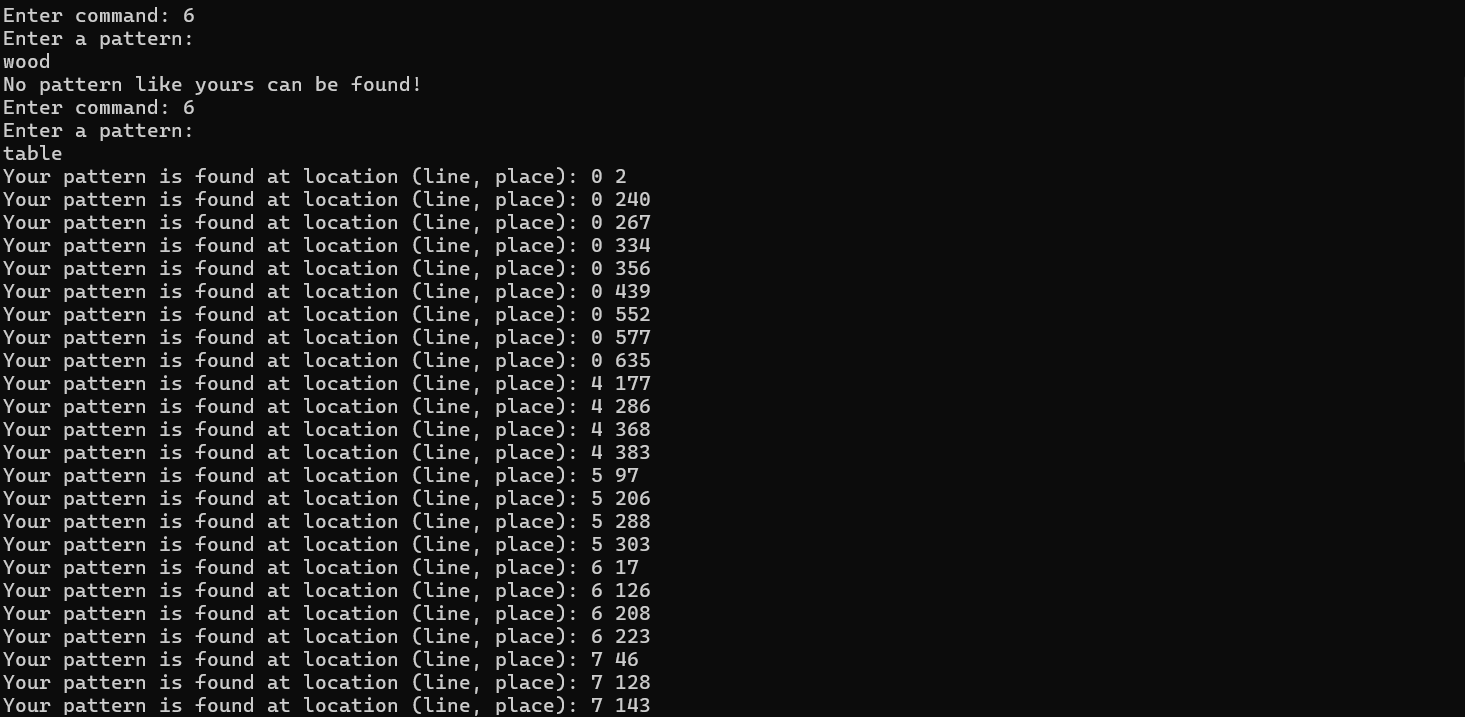 Enter command: 6
Enter a pattern:
wood
No pattern like yours can be found!
Enter command: 6
Enter a pattern:
table
Your pattern is found at location (line, place): 0 2
Your pattern is found at location (line, place): 0 240
Your pattern is found at location (line, place): 0 267
Your pattern is found at location (line, place): 0 334
Your pattern is found at location (line, place): 0 356
Your pattern is found at location (line, place): 0 439
Your pattern is found at location (line, place): 0 552
Your pattern is found at location (line, place): 0 577
Your pattern is found at location (line, place): 0 635
Your pattern is found at location (line, place): 4 177
Your pattern is found at location (line, place): 4 286
Your pattern is found at location (line, place): 4 368
Your pattern is found at location (line, place): 4 383
Your pattern is found at location (line, place): 5 97
Your pattern is found at location (line, place): 5 206
Your pattern is found at location (line, place): 5 288
Your pattern is found at location (line, place): 5 303
Your pattern is found at location (line, place): 6 17
Your pattern is found at location (line, place): 6 126
Your pattern is found at location (line, place): 6 208
Your pattern is found at location (line, place): 6 223
Your pattern is found at location (line, place): 7 46
Your pattern is found at location (line, place): 7 128
Your pattern is found at location (line, place): 7 143